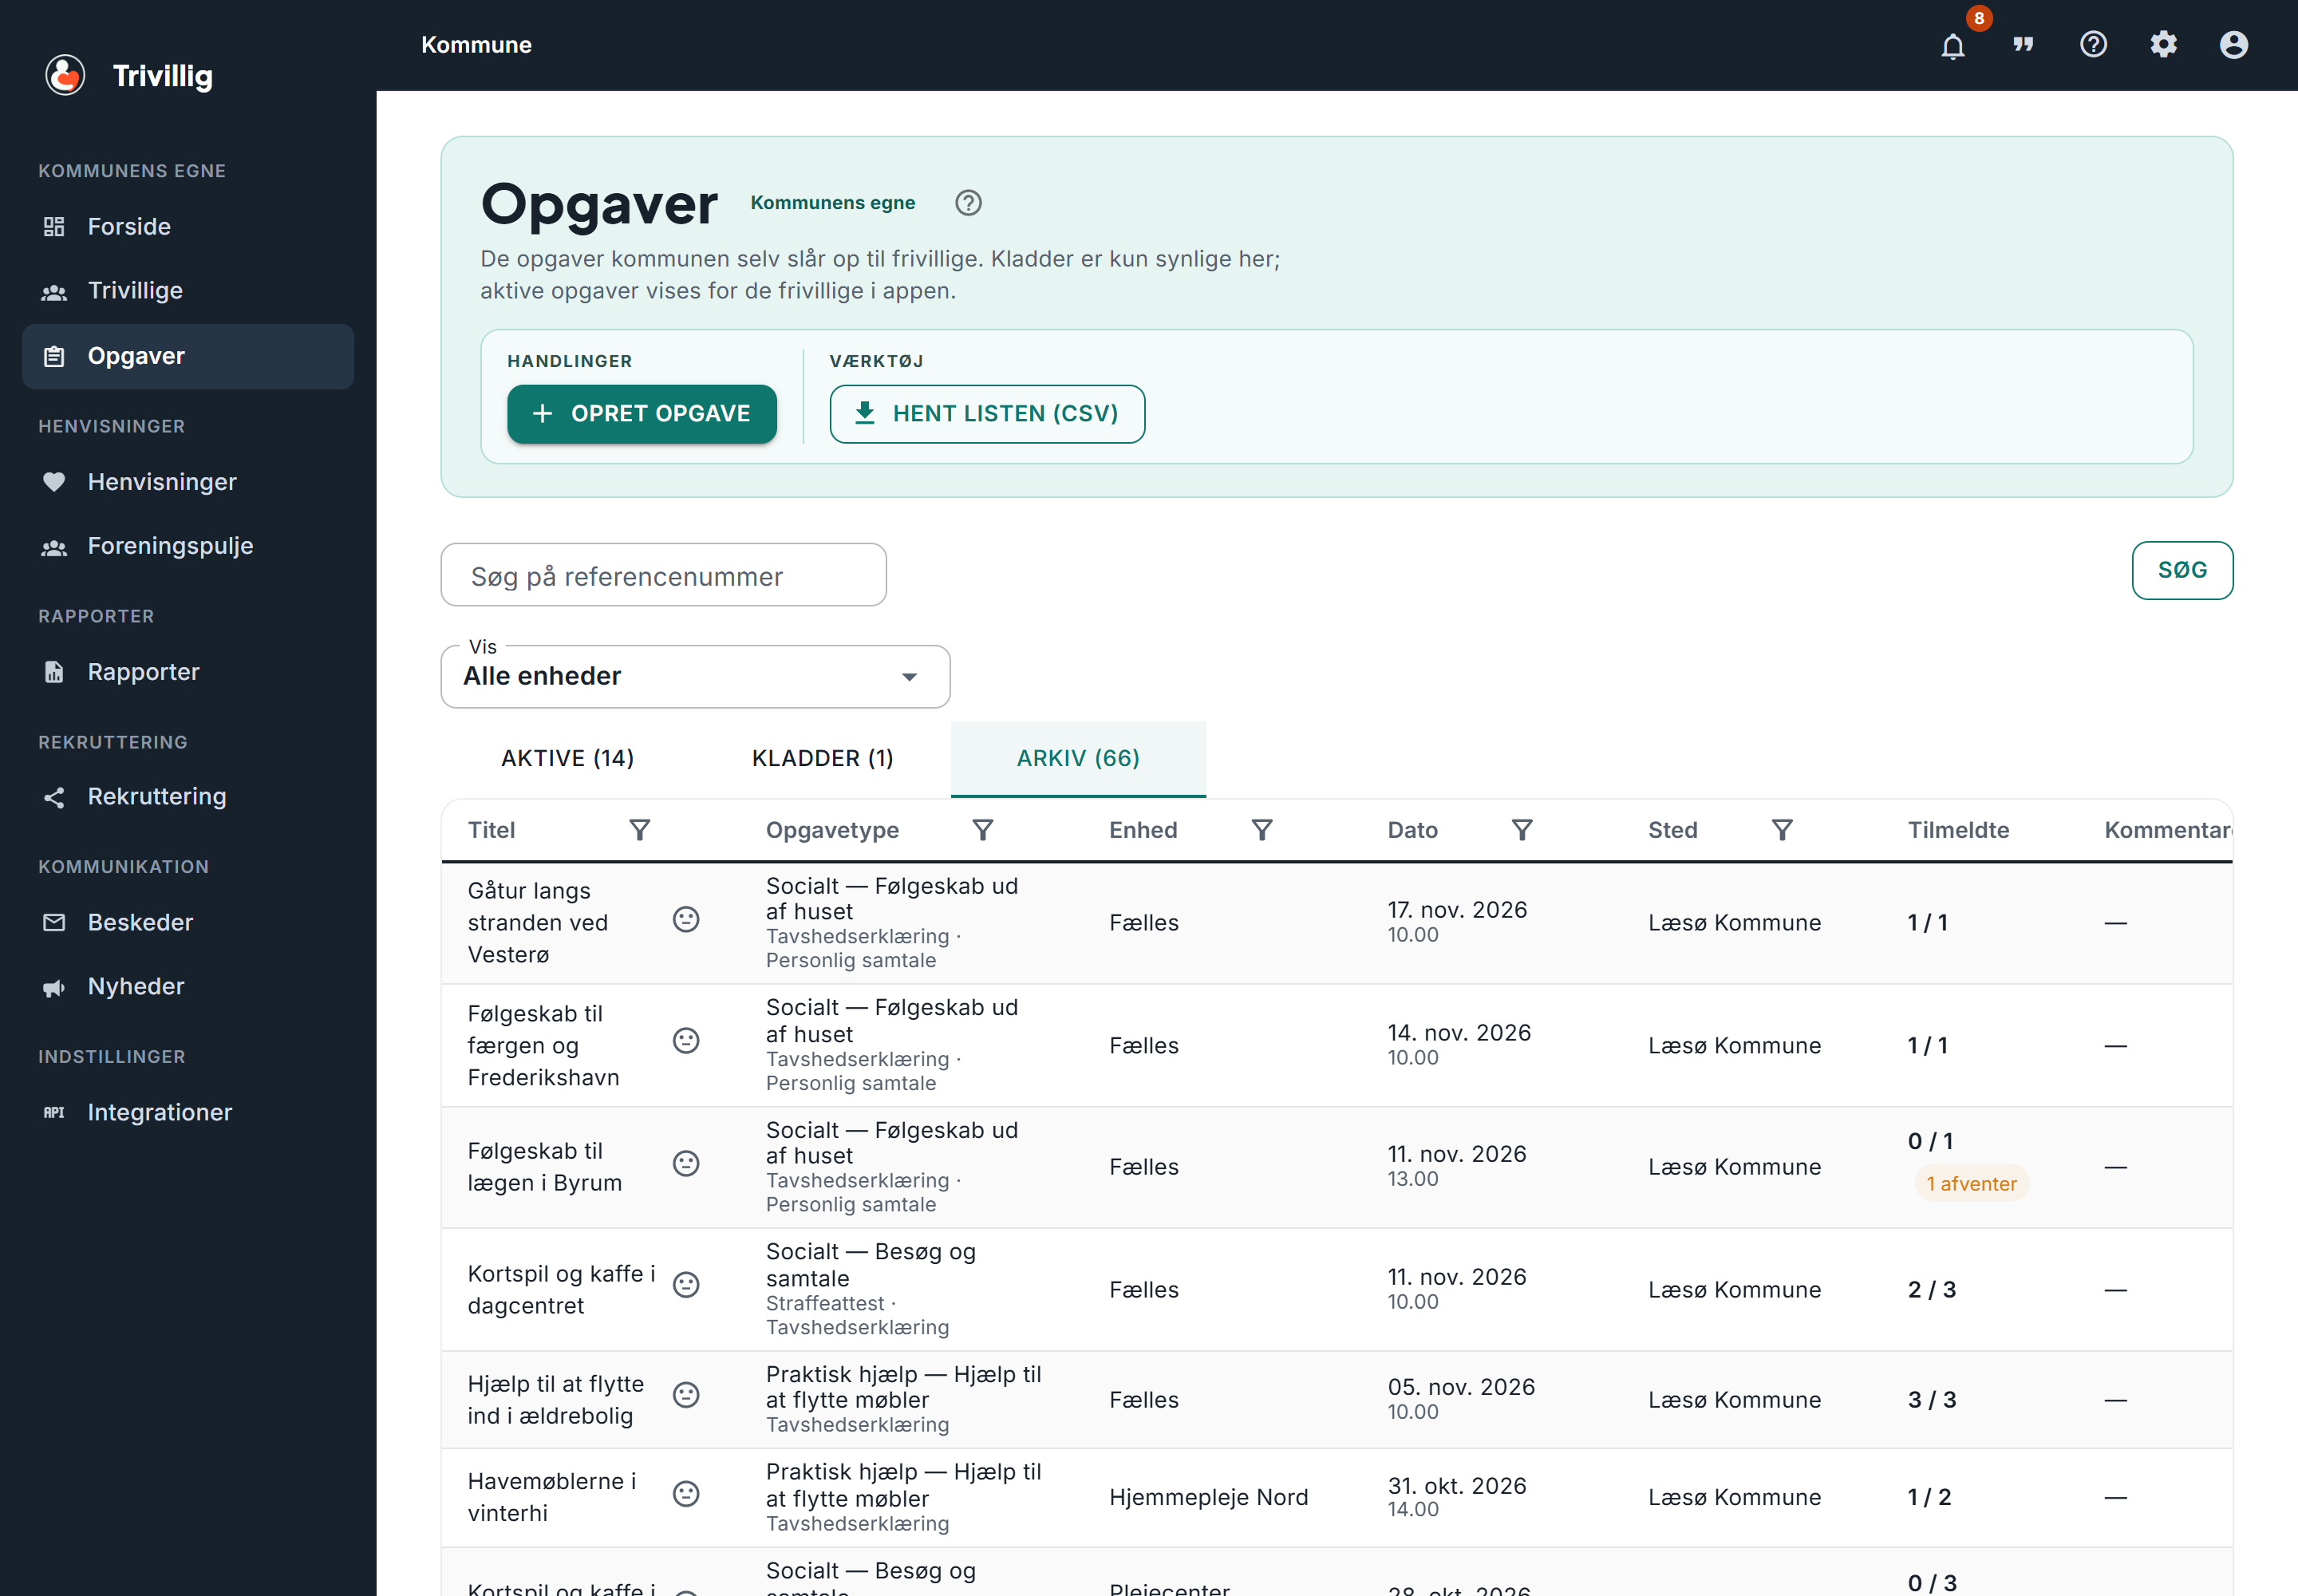 Trivillig
Kommune
8
KOMMUNENS EGNE
Forside
Trivillige
Opgaver
HENVISNINGER
Henvisninger
Foreningspulje
RAPPORTER
Rapporter
REKRUTTERING
Rekruttering
KOMMUNIKATION
Beskeder
Nyheder
INDSTILLINGER
API Integrationer
Opgaver Kommunens egne
De opgaver kommunen selv slår op til frivillige. Kladder er kun synlige her;
aktive opgaver vises for de frivillige i appen.
HANDLINGER
VÆRKTØJ
OPRET OPGAVE
HENT LISTEN (CSV)
Søg på referencenummer
SØG
Vis
Alle enheder
AKTIVE (14) KLADDER (1) ARKIV (66)
Titel Opgavetype Enhed Dato Sted Tilmeldte
Gåtur langs
stranden ved
Vesterø
Socialt — Følgeskab ud
af huset
Tavshedserklæring ·
Personlig samtale
Fælles
17. nov. 2026
10.00
Læsø Kommune
1 / 1
—
Følgeskab til
færgen og
Frederikshavn
Socialt — Følgeskab ud
af huset
Tavshedserklæring ·
Personlig samtale
Fælles
14. nov. 2026
10.00
Læsø Kommune
1 / 1
—
Følgeskab til
lægen i Byrum
Socialt — Følgeskab ud
af huset
Tavshedserklæring ·
Personlig samtale
Fælles
11. nov. 2026
13.00
Læsø Kommune
0 / 1
1 afventer
—
Kortspil og kaffe i
dagcentret
Socialt — Besøg og
samtale
Straffeattest ·
Tavshedserklæring
Fælles
11. nov. 2026
10.00
Læsø Kommune
2 / 3
—
Hjælp til at flytte
ind i ældrebolig
Praktisk hjælp — Hjælp til
at flytte møbler
Tavshedserklæring
Fælles
05. nov. 2026
10.00
Læsø Kommune
3 / 3
—
Havemøblerne i
vinterhi
Praktisk hjælp — Hjælp til
at flytte møbler
Tavshedserklæring
Hjemmepleje Nord
31. okt. 2026
14.00
Læsø Kommune
1 / 2
—
Kortspil og kaffe i
Socialt — Besøg og
samtale
Plejecenter
28. okt. 2026
0 / 3